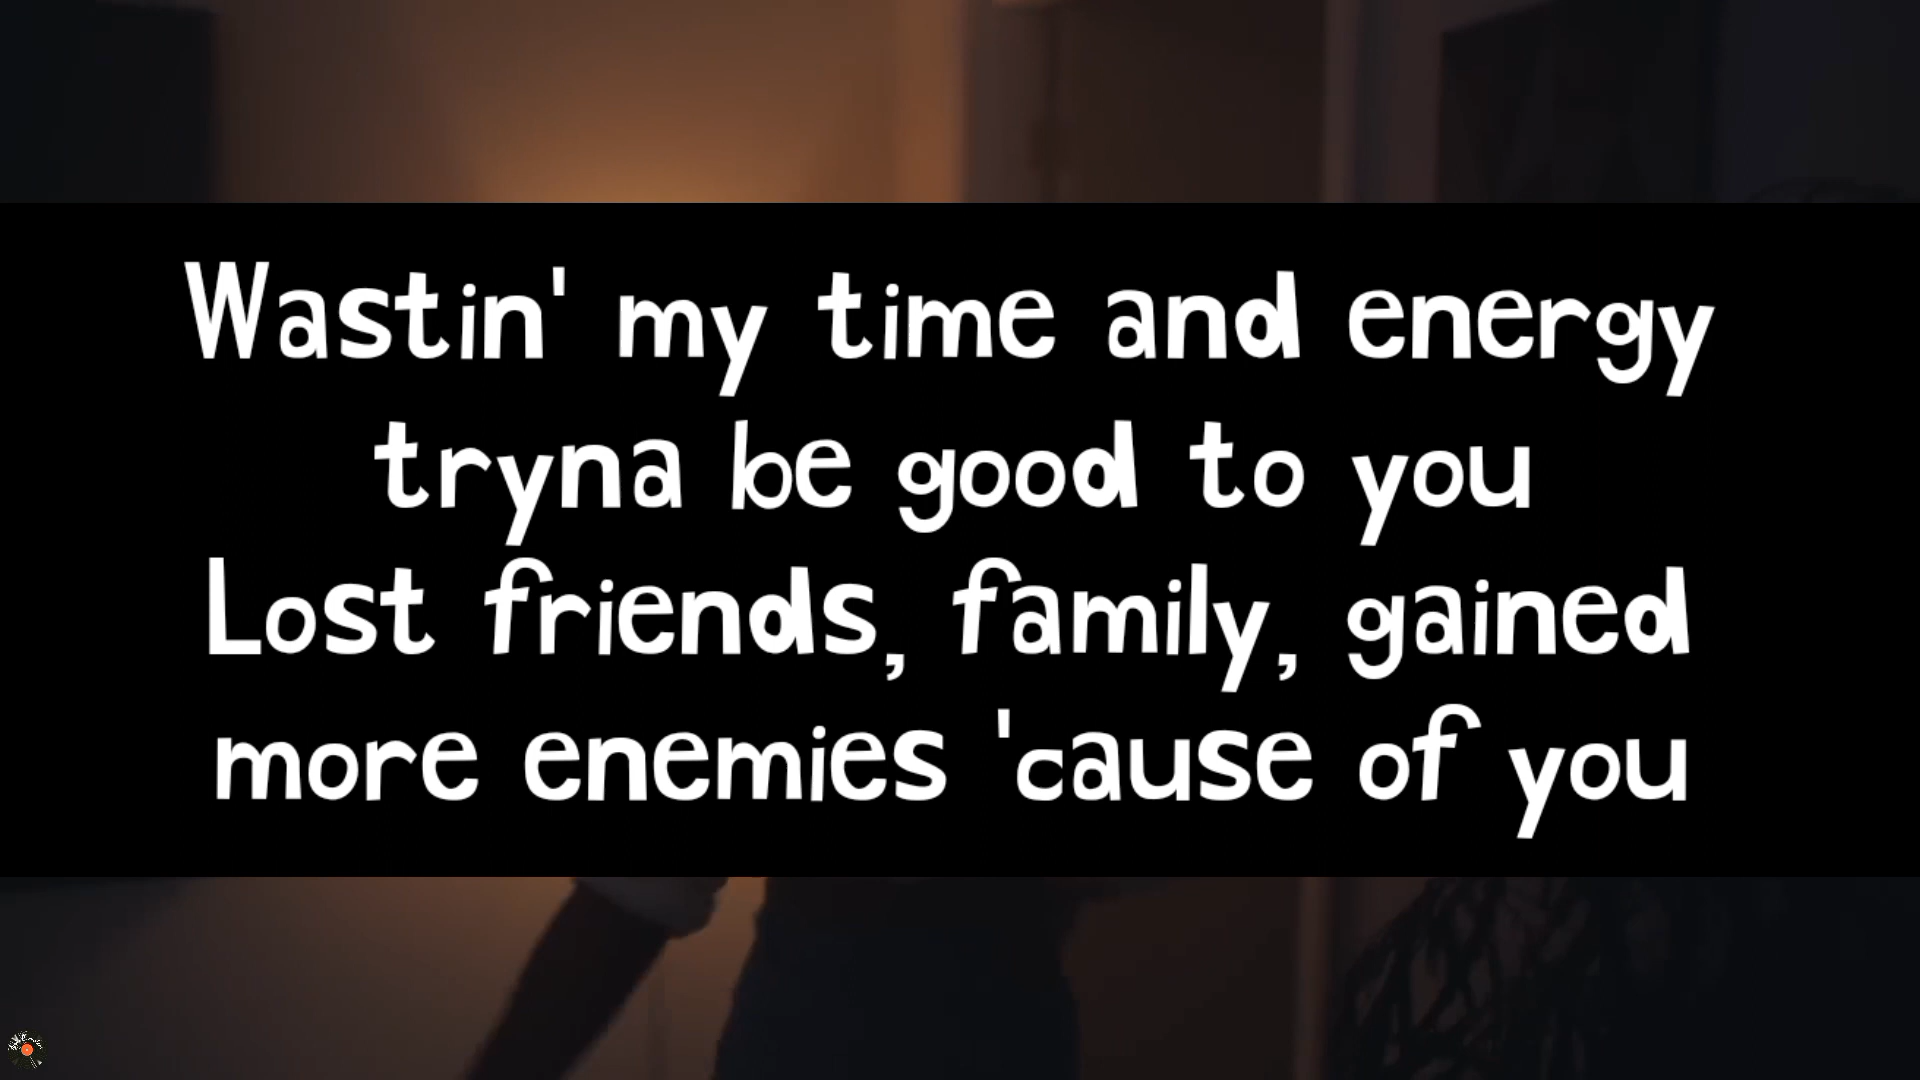 Wastin' my time and energy
tryna be good to you
Lost friends, family, gained
more enemies 'cause of you